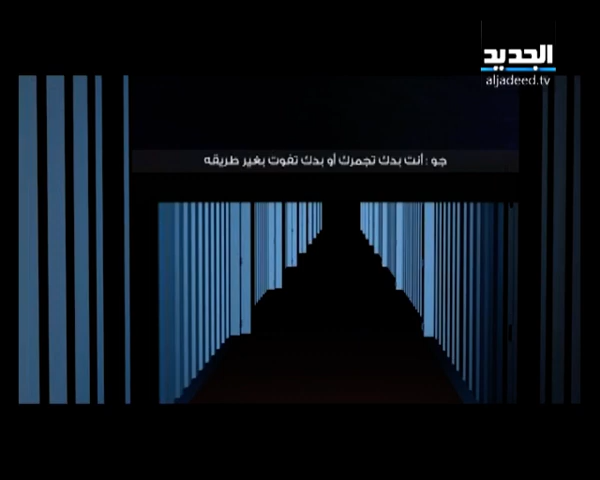 الجديد
aljadeed.tv
جو : أنت بدك تجمرك أو بدك تفوت بغير طريقه